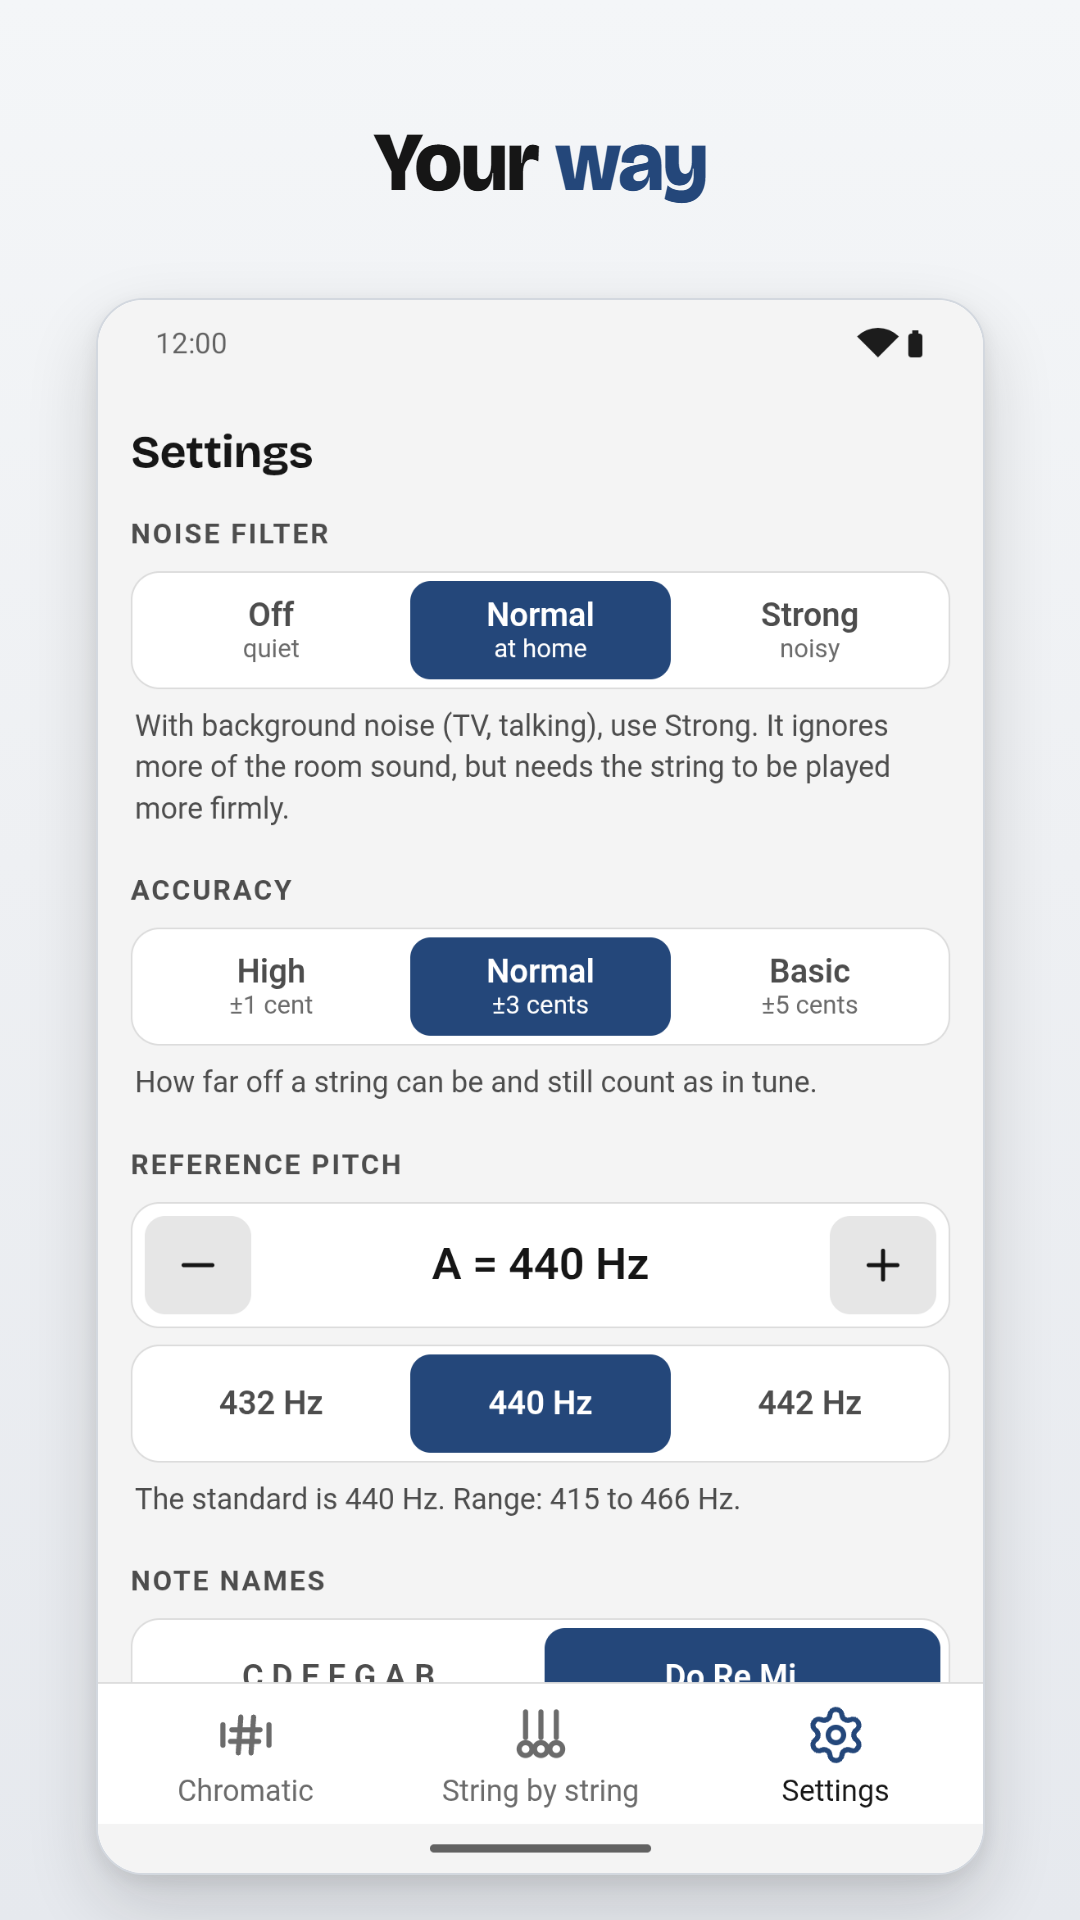 Your way
12:00
Settings
NOISE FILTER
Off
quiet
Normal
at home
Strong
noisy
With background noise (TV, talking), use Strong. It ignores
more of the room sound, but needs the string to be played
more firmly.
ACCURACY
High
±1 cent
Normal
±3 cents
Basic
±5 cents
How far off a string can be and still count as in tune.
REFERENCE PITCH
A = 440 Hz
432 Hz
440 Hz
442 Hz
The standard is 440 Hz. Range: 415 to 466 Hz.
NOTE NAMES
C D E F G A B
Do Re Mi
Chromatic
String by string
Settings